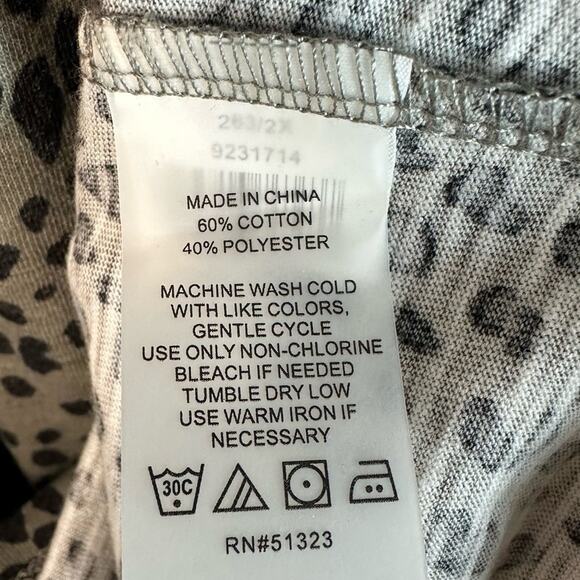 263/2X
9231714
MADE IN CHINA
60% COTTON
40% POLYESTER
MACHINE WASH COLD
WITH LIKE COLORS,
GENTLE CYCLE
USE ONLY NON-CHLORINE
BLEACH IF NEEDED
TUMBLE DRY LOW
USE WARM IRON IF
NECESSARY
30C
RN#51323